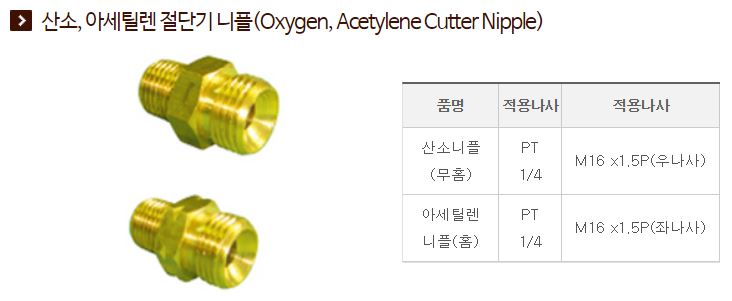 산소, 아세틸렌 절단기 니플(Oxygen, Acetylene Cutter Nipple)
품명 적용나사 적용나사
산소니플 PT M16 x1.5P(우나사)
(무홈) 1/4
아세틸렌 PT M16 x1.5P(좌나사)
니플(홈) 1/4